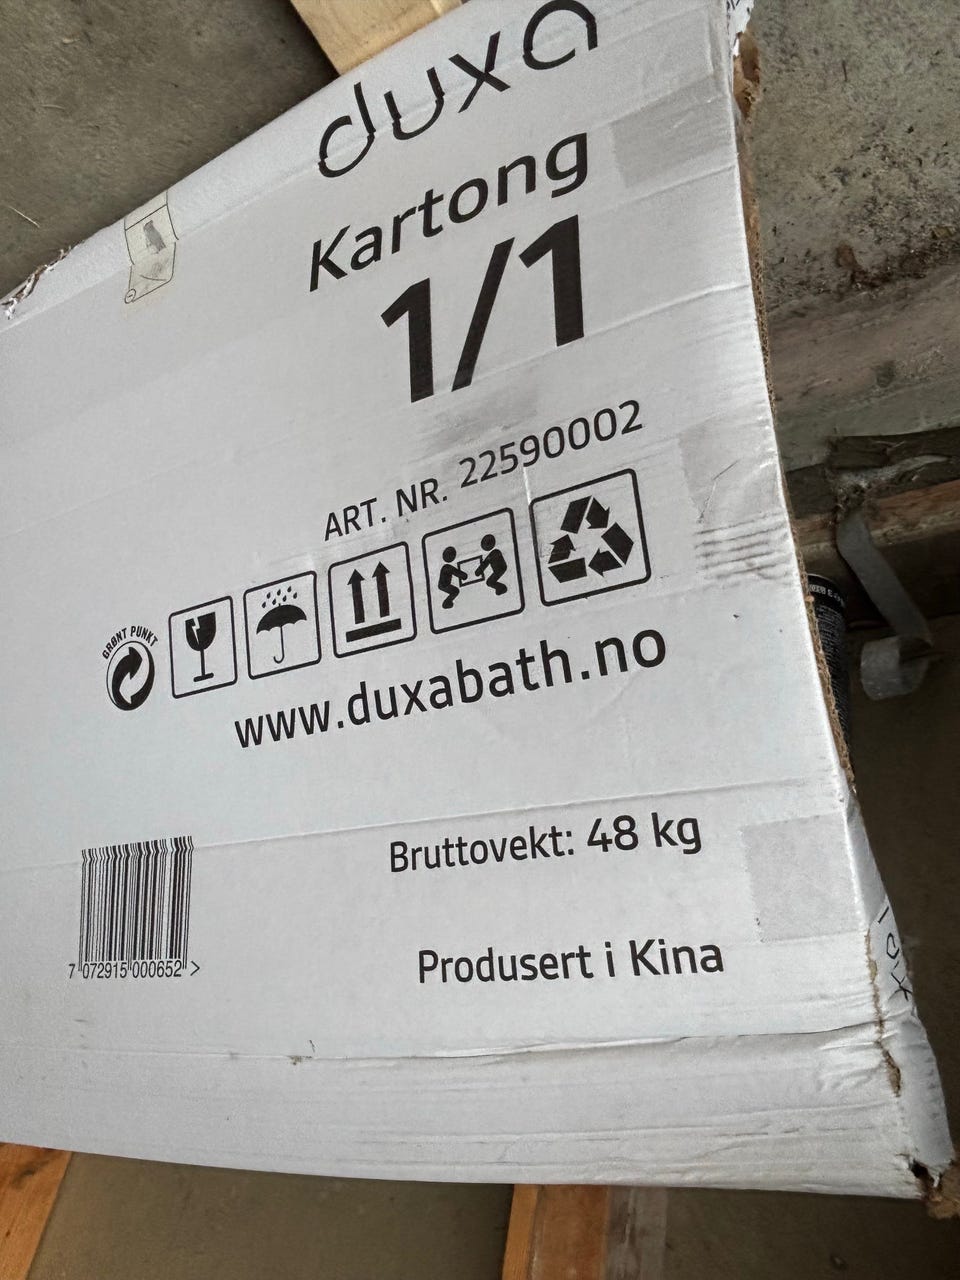 duxa
Kartong
1/1
ART. NR. 22590002
GRØNT PUNKT
www.duxabath.no
Bruttovekt: 48 kg
7 072915 000652 >
Produsert i Kina